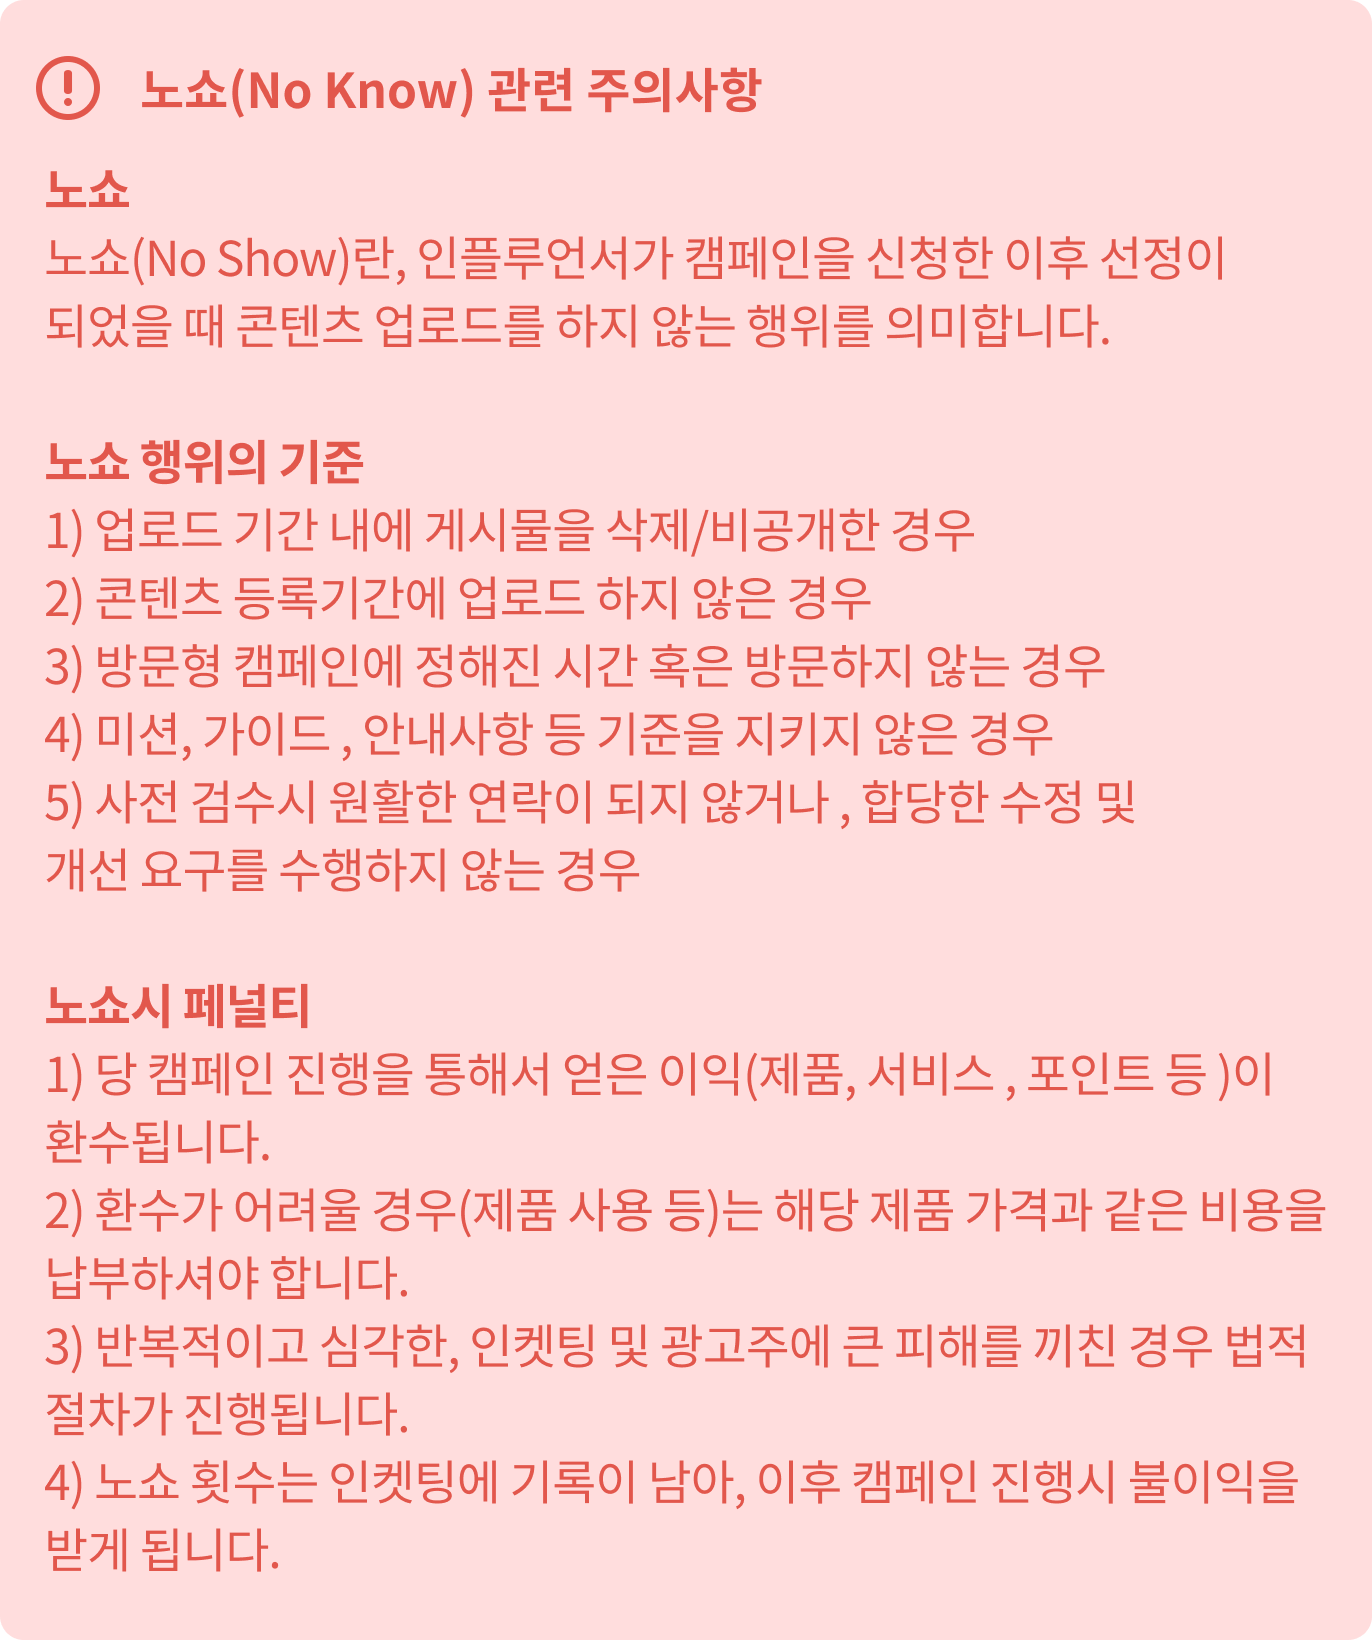 노쇼(No Know) 관련 주의사항
노쇼
노쇼(No Show)란, 인플루언서가 캠페인을 신청한 이후 선정이
되었을 때 콘텐츠 업로드를 하지 않는 행위를 의미합니다.
노쇼 행위의 기준
1) 업로드 기간 내에 게시물을 삭제/비공개한 경우
2) 콘텐츠 등록기간에 업로드 하지 않은 경우
3) 방문형 캠페인에 정해진 시간 혹은 방문하지 않는 경우
4) 미션, 가이드 , 안내사항 등 기준을 지키지 않은 경우
5) 사전 검수시 원활한 연락이 되지 않거나 , 합당한 수정 및
개선 요구를 수행하지 않는 경우
노쇼시 페널티
1) 당 캠페인 진행을 통해서 얻은 이익(제품, 서비스 , 포인트 등 )이
환수됩니다.
2) 환수가 어려울 경우(제품 사용 등)는 해당 제품 가격과 같은 비용을
납부하셔야 합니다.
3) 반복적이고 심각한, 인켓팅 및 광고주에 큰 피해를 끼친 경우 법적
절차가 진행됩니다.
4) 노쇼 횟수는 인켓팅에 기록이 남아, 이후 캠페인 진행시 불이익을
받게 됩니다.